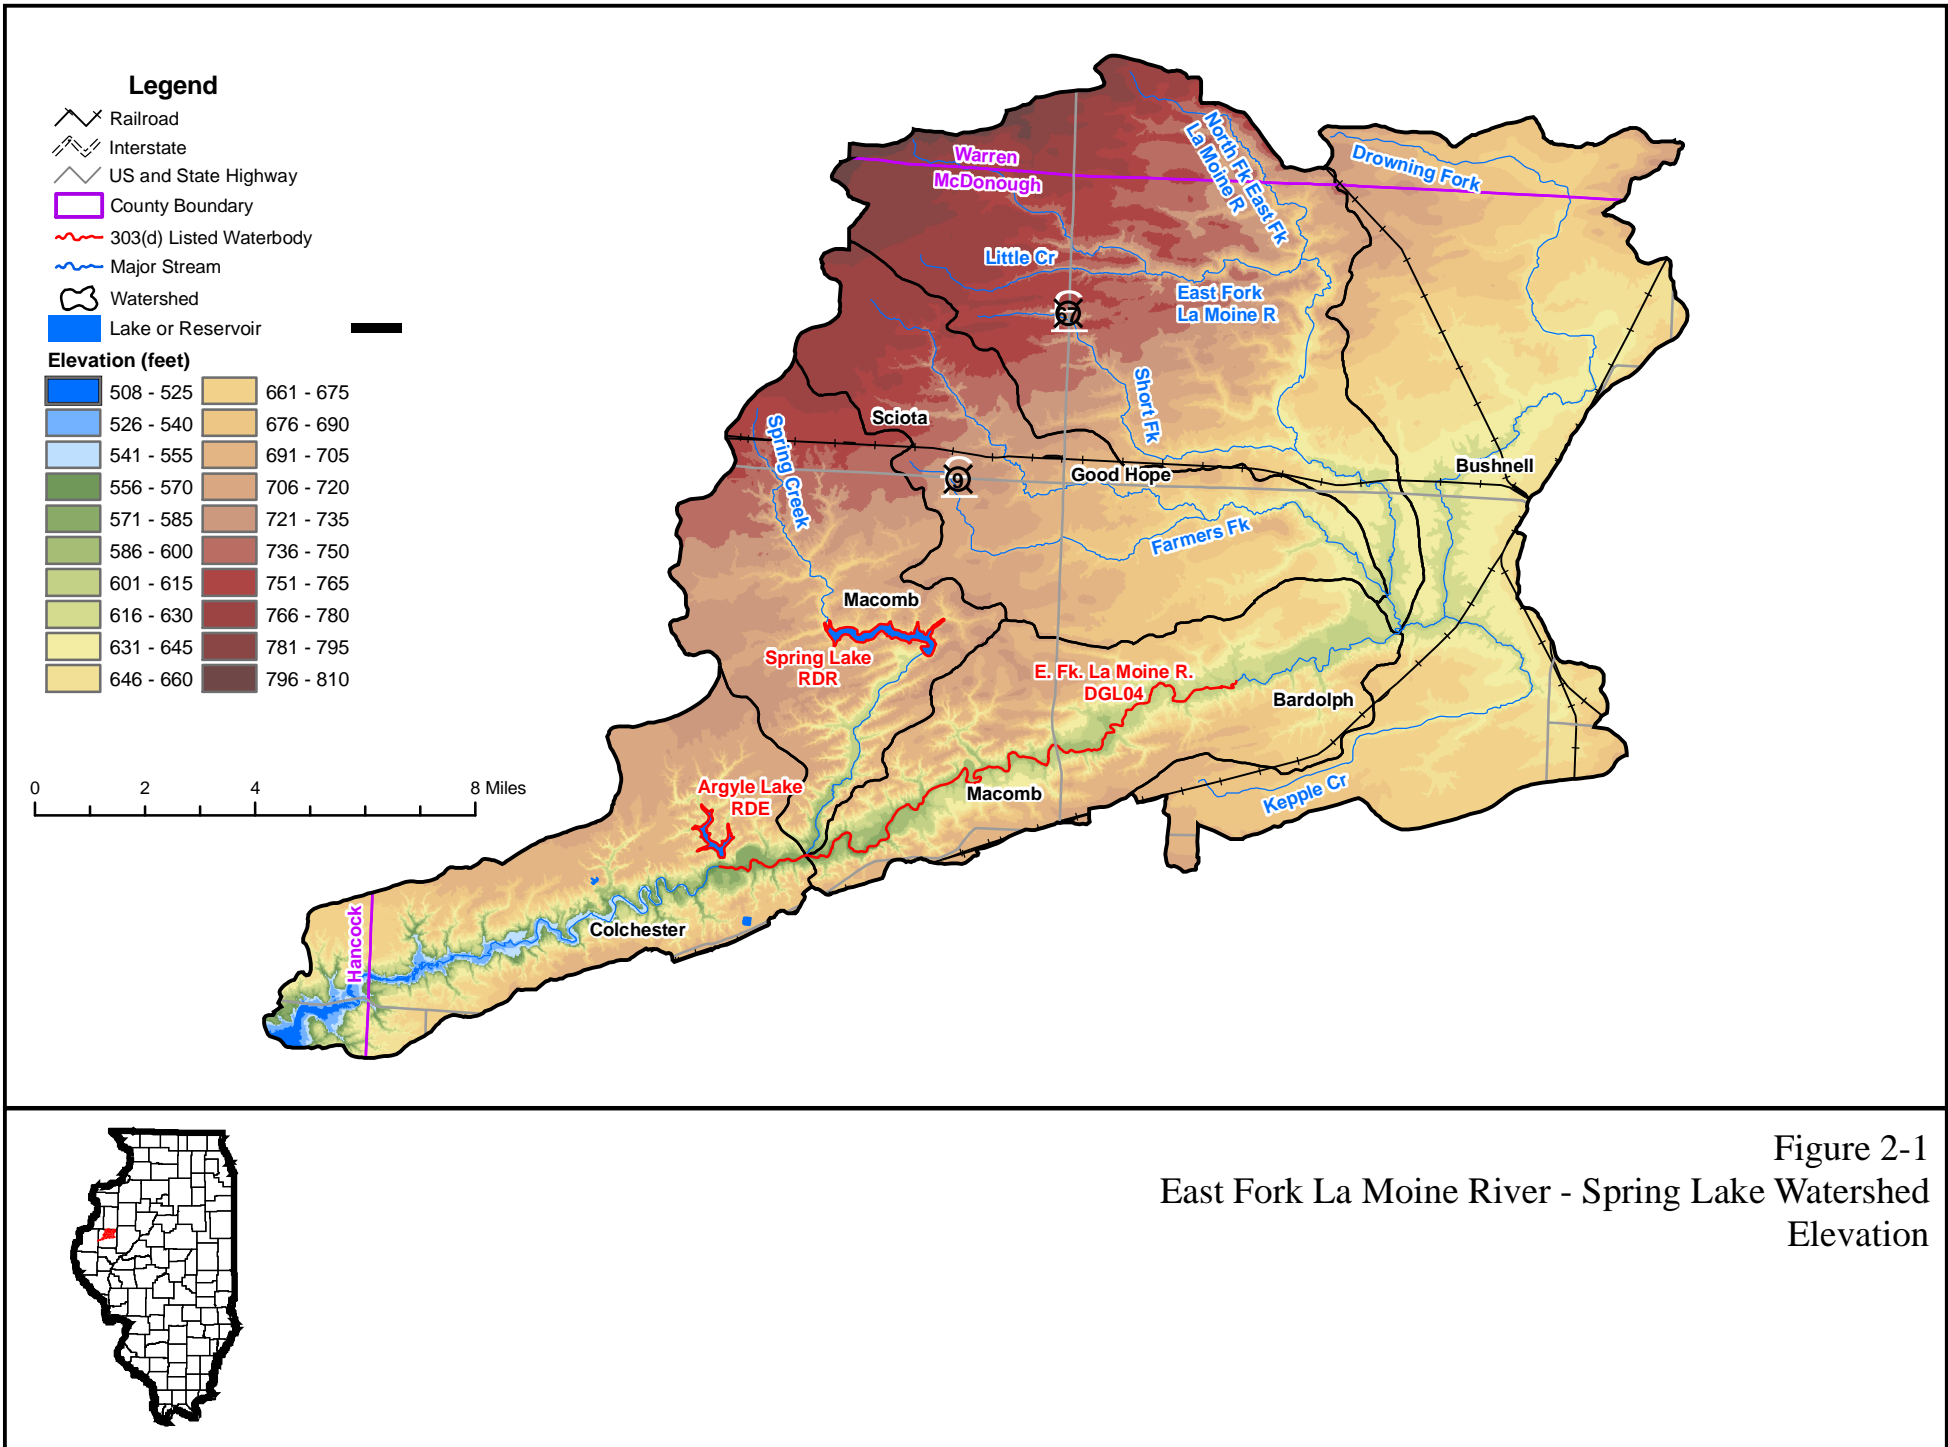 Legend
Railroad
Interstate
US and State Highway
County Boundary
303(d) Listed Waterbody
Major Stream
Watershed
Lake or Reservoir
Elevation (feet)
508 - 525
526 - 540
541 - 555
556 - 570
571 - 585
586 - 600
601 - 615
616 - 630
631 - 645
646 - 660
661 - 675
676 - 690
691 - 705
706 - 720
721 - 735
736 - 750
751 - 765
766 - 780
781 - 795
796 - 810
0 2 4 8 Miles
Warren
McDonough
North Fk East Fk
La Moine R
Drowning Fork
Little Cr
East Fork
La Moine R
67
Short Fk
Sciota
Spring Creek
9
Good Hope
Bushnell
Farmers Fk
Macomb
Spring Lake
RDR
E. Fk. La Moine R.
DGL04
Bardolph
Argyle Lake
RDE
Macomb
Kepple Cr
Colchester
Hancock
Figure 2-1
East Fork La Moine River - Spring Lake Watershed
Elevation